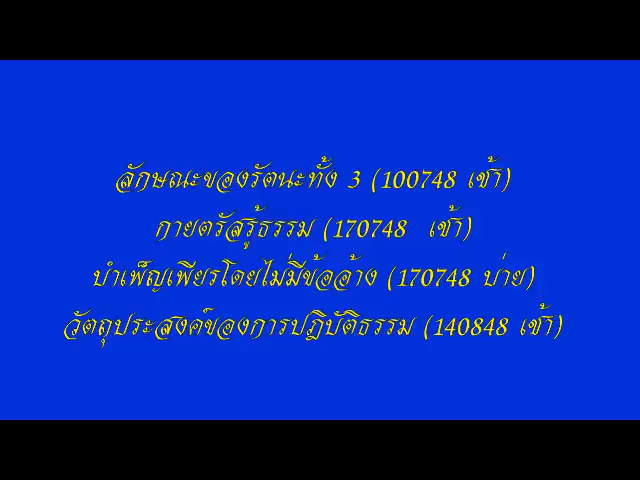 ลักษณะของรัตนะทั้ง 3 (100748 เช้า)
กายตรัสรู้ธรรม (170748 เช้า)
บำเพ็ญเพียรโดยไม่มีข้ออ้าง (170748 บ่าย)
วัตถุประสงค์ของการปฏิบัติธรรม (140848 เช้า)